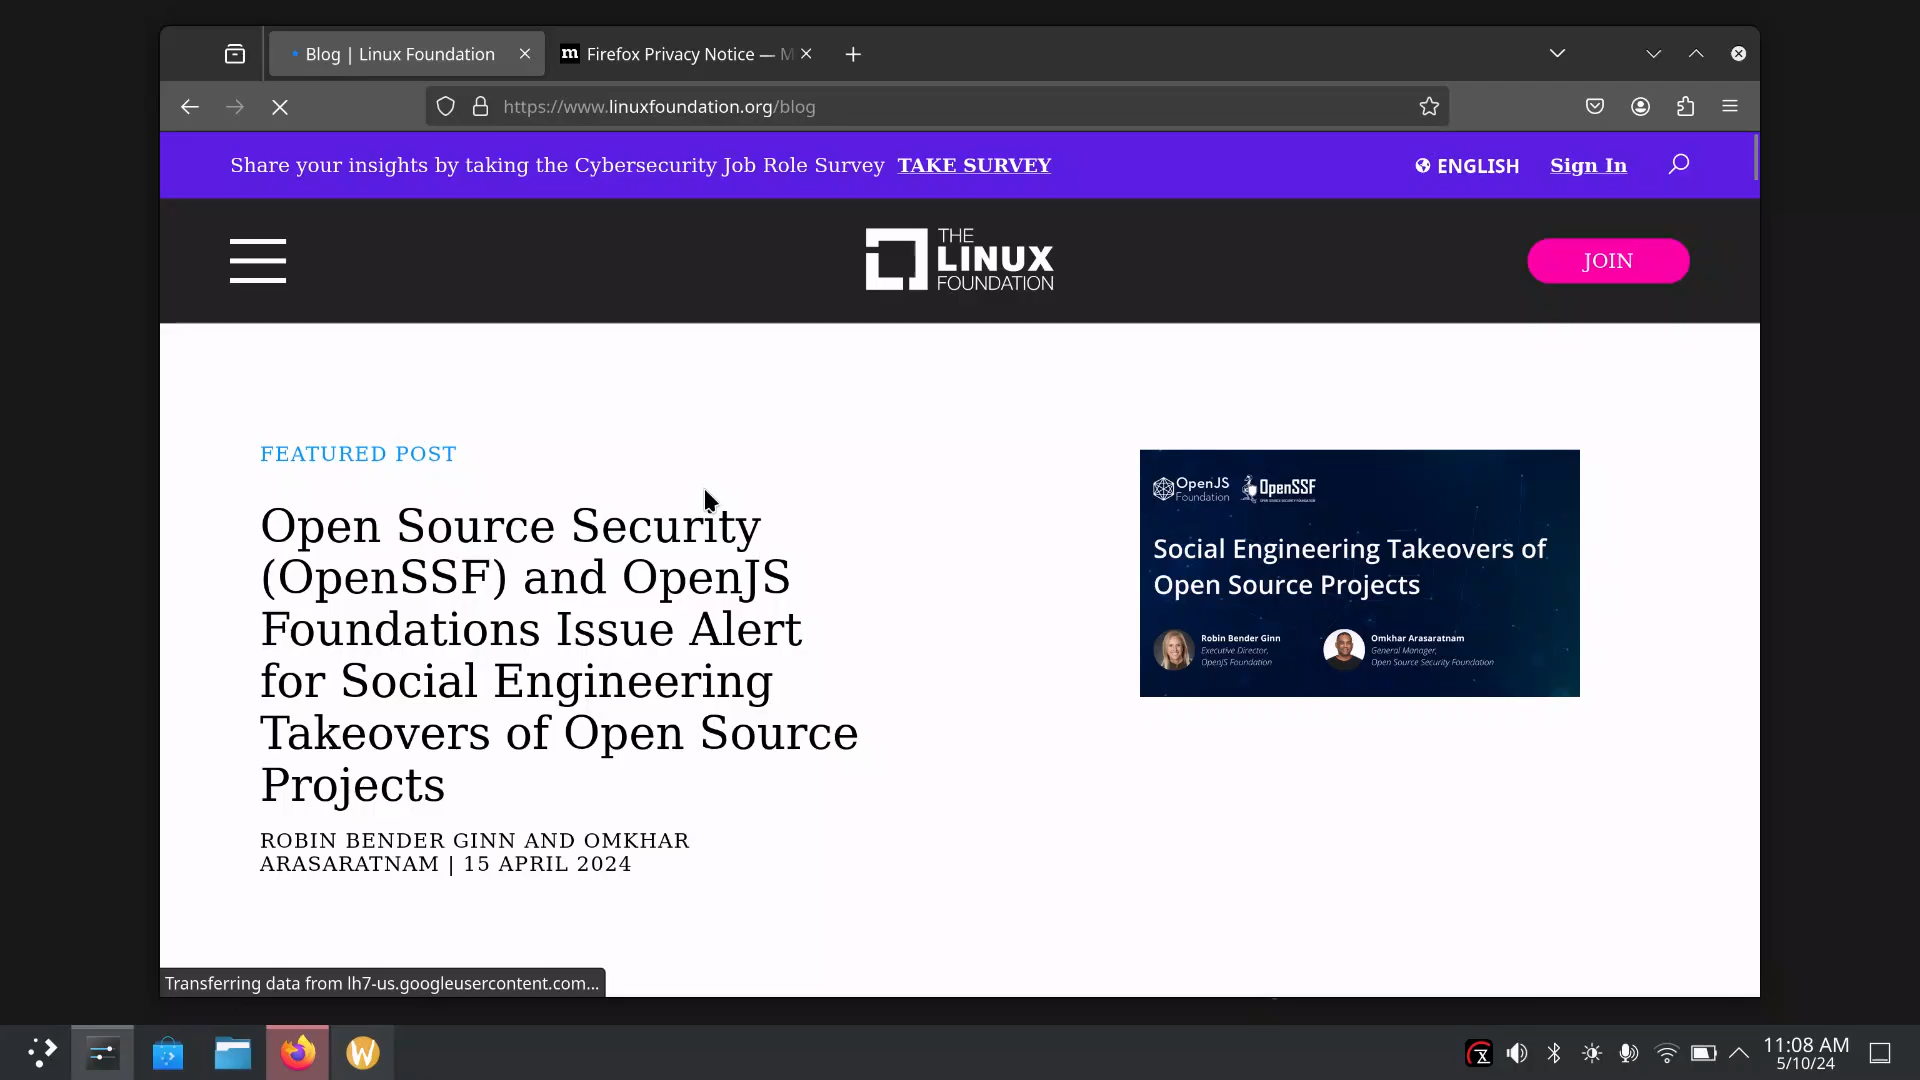 Blog | Linux Foundation
m Firefox Privacy Notice — M
https://www.linuxfoundation.org/blog
Share your insights by taking the Cybersecurity Job Role Survey TAKE SURVEY
ENGLISH
Sign In
THE
LINUX
FOUNDATION
JOIN
FEATURED POST
Open Source Security
(OpenSSF) and OpenJS
Foundations Issue Alert
for Social Engineering
Takeovers of Open Source
Projects
ROBIN BENDER GINN AND OMKHAR
ARASARATNAM | 15 APRIL 2024
OpenJS
Foundation
OpenSSF
OPEN SOURCE SECURITY FOUNDATION
Social Engineering Takeovers of
Open Source Projects
Robin Bender Ginn
Executive Director,
OpenJS Foundation
Omkhar Arasaratnam
General Manager,
Open Source Security Foundation
Transferring data from lh7-us.googleusercontent.com...
11:08 AM
5/10/24